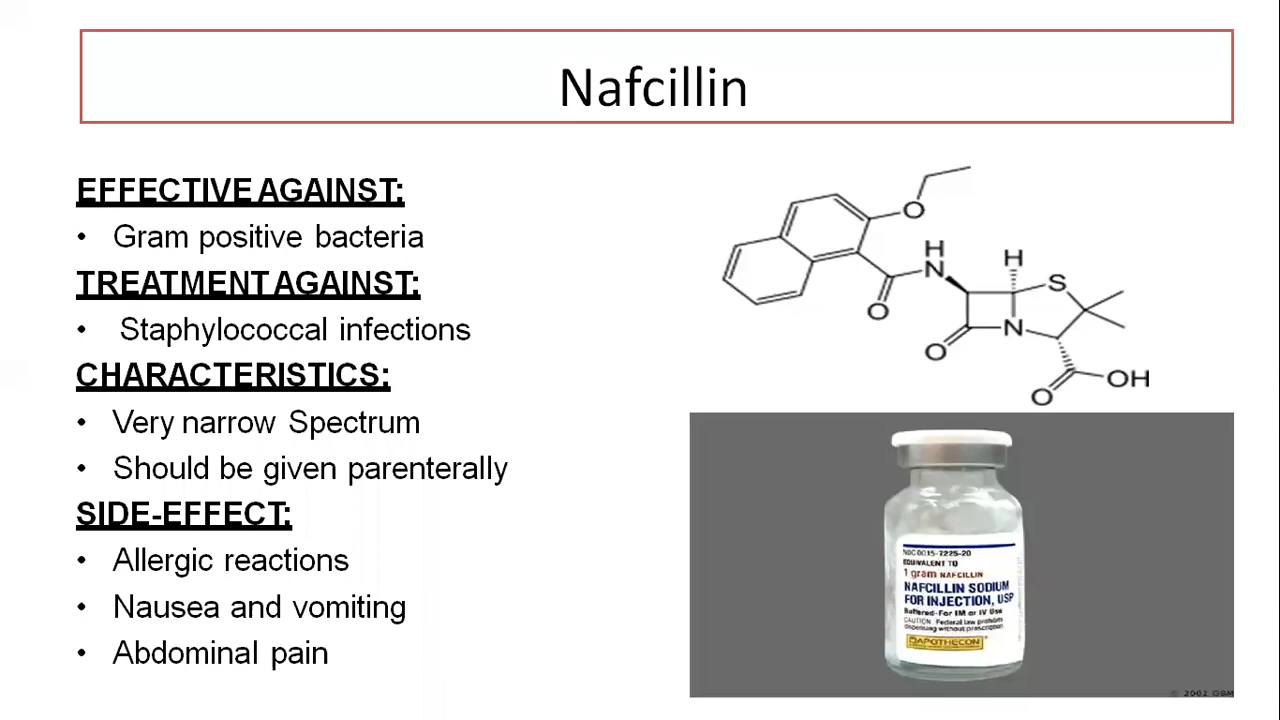 Nafcillin
EFFECTIVE AGAINST:
• Gram positive bacteria
TREATMENT AGAINST:
• Staphylococcal infections
CHARACTERISTICS:
• Very narrow Spectrum
• Should be given parenterally
SIDE-EFFECT:
• Allergic reactions
• Nausea and vomiting
• Abdominal pain
O
H
N
H
S
O
N
O
O
OH
NDC 0015-7225-20
EQUIVALENT TO
1 gram NAFCILLIN
NAFCILLIN SODIUM
FOR INJECTION, USP
Buffered-For IM or IV Use
CAUTION: Federal law prohibits
dispensing without prescription.
APOTHECON®
© 2002 GSM